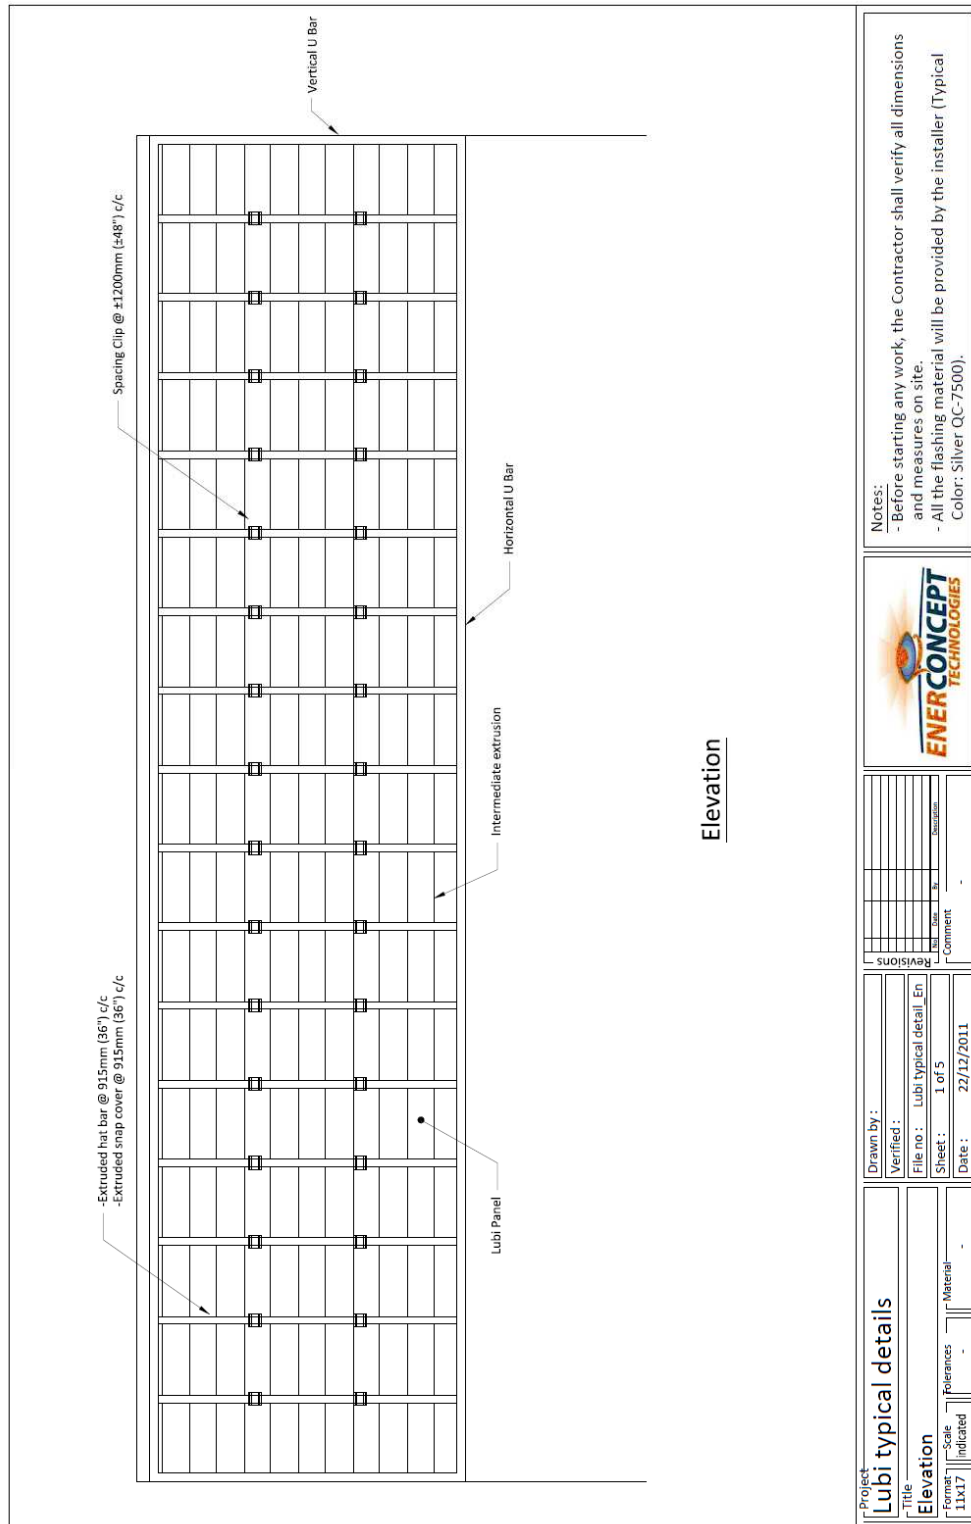 Vertical U Bar
Spacing Clip @ ±1200mm (±48") c/c
-Extruded hat bar @ 915mm (36") c/c
-Extruded snap cover @ 915mm (36") c/c
Horizontal U Bar
Intermediate extrusion
Lubi Panel
Elevation
Project
Lubi typical details
Title
Elevation
Format
11x17
Scale
indicated
Tolerances
-
Material
-
Drawn by :
Verified :
File no : Lubi typical detail_En
Sheet : 1 of 5
Date : 22/12/2011
Revisions
No Date By Description
Comment
-
ENERCONCEPT
TECHNOLOGIES
Notes:
- Before starting any work, the Contractor shall verify all dimensions
and measures on site.
- All the flashing material will be provided by the installer (Typical
Color: Silver QC-7500).